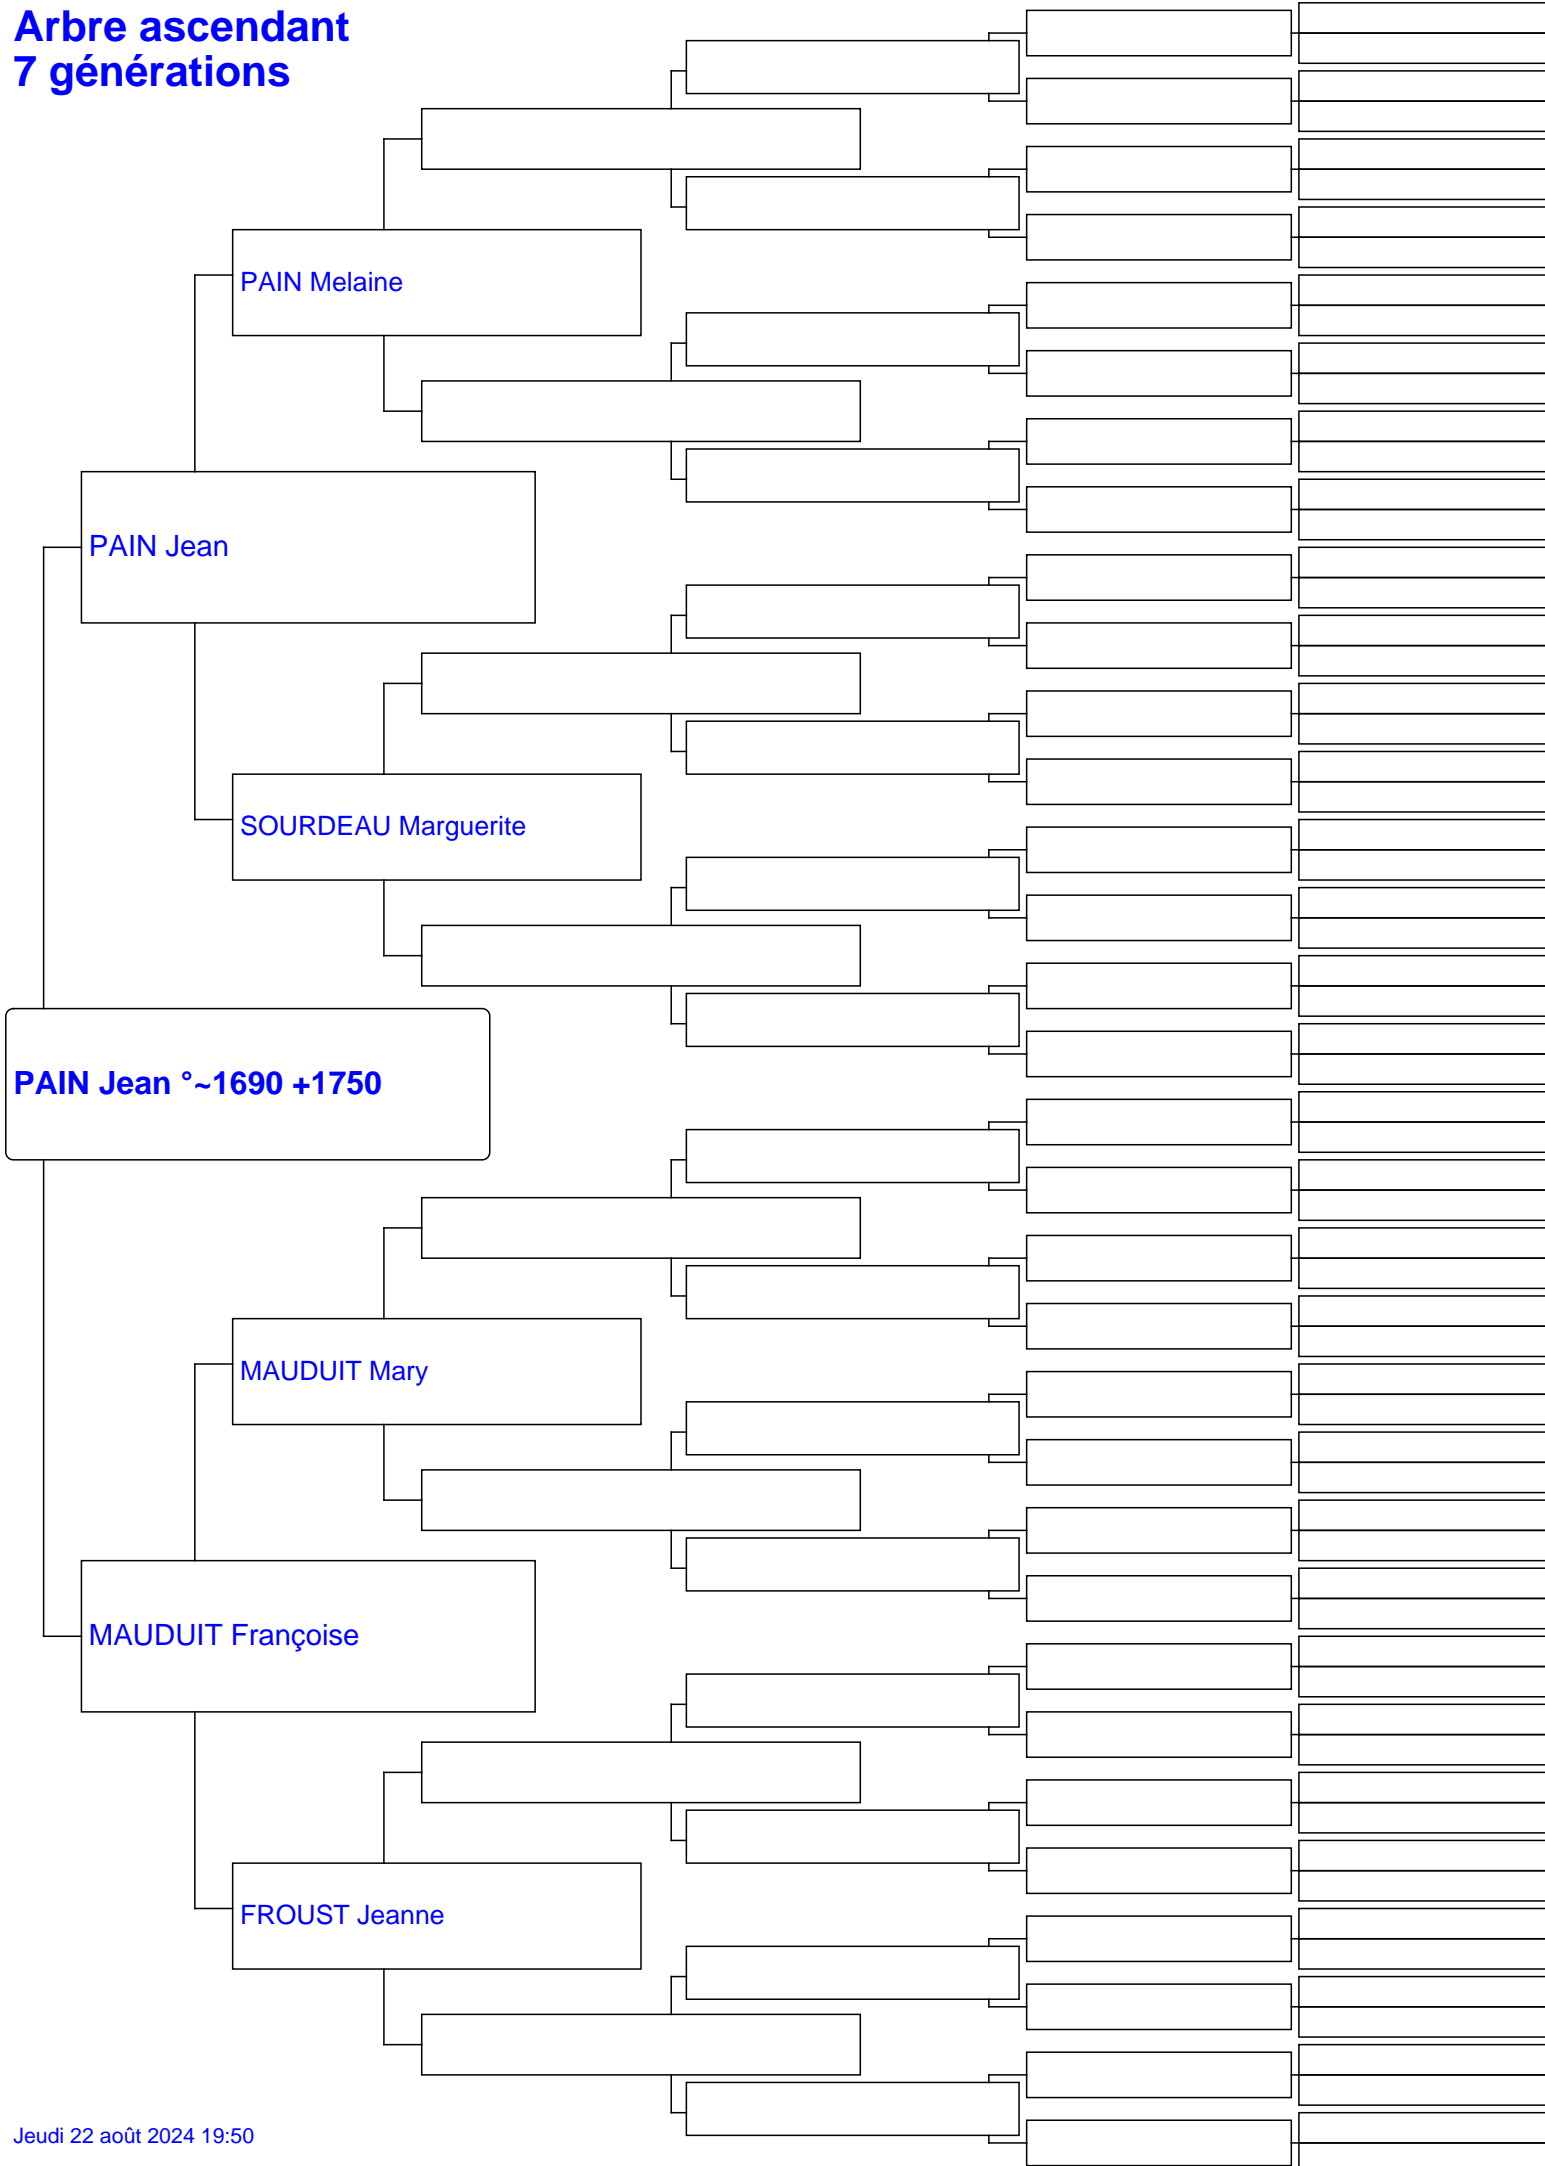 Arbre ascendant
7 générations
PAIN Melaine
PAIN Jean
SOURDEAU Marguerite
PAIN Jean °~1690 +1750
MAUDUIT Mary
MAUDUIT Françoise
FROUST Jeanne
Jeudi 22 août 2024 19:50